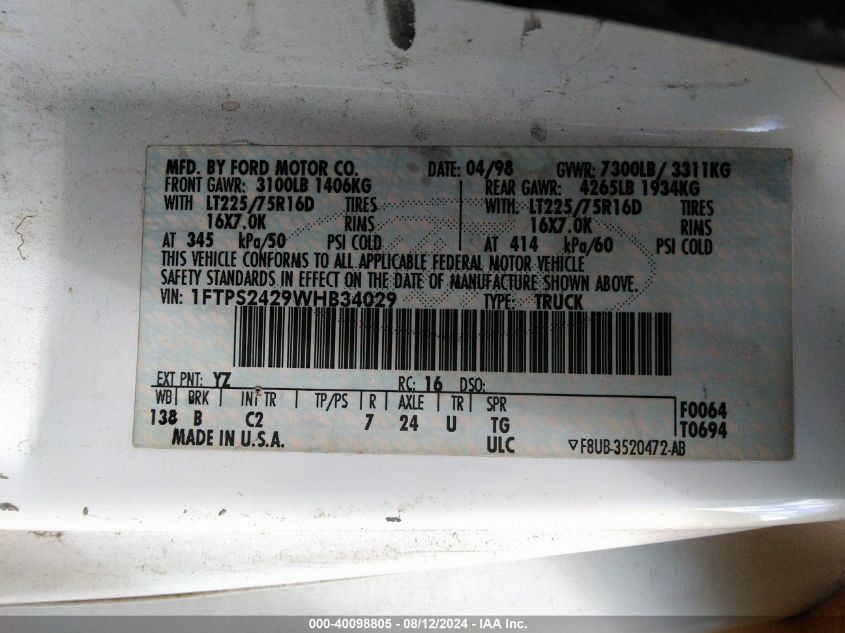 MFD. BY FORD MOTOR CO. DATE: 04/98 GVWR: 7300LB/ 3311KG
FRONT GAWR: 3100LB 1406KG REAR GAWR: 4265LB 1934KG
WITH LT225/75R16D TIRES WITH: LT225/75R16D TIRES
16X7.0K RIMS 16X7.0K RIMS
AT 345 kPa/50 PSI COLD AT 414 kPa/60 PSI COLD
THIS VEHICLE CONFORMS TO ALL APPLICABLE FEDERAL MOTOR VEHICLE
SAFETY STANDARDS IN EFFECT ON THE DATE OF MANUFACTURE SHOWN ABOVE.
VIN: 1FTPS2429WHB34029 TYPE: TRUCK
EXT PNT: YZ RC: 16 DSO:
WB BRK INT TR TP/PS R AXLE TR SPR F0064
138 B C2 7 24 U TG T0694
MADE IN U.S.A. ULC F8UB-3520472-AB
000-40098805 - 08/12/2024 - IAA Inc.